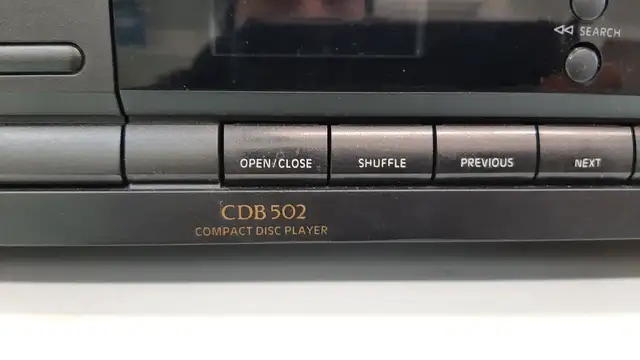 ◁◁ SEARCH
OPEN/CLOSE SHUFFLE PREVIOUS NEXT
CDB 502
COMPACT DISC PLAYER